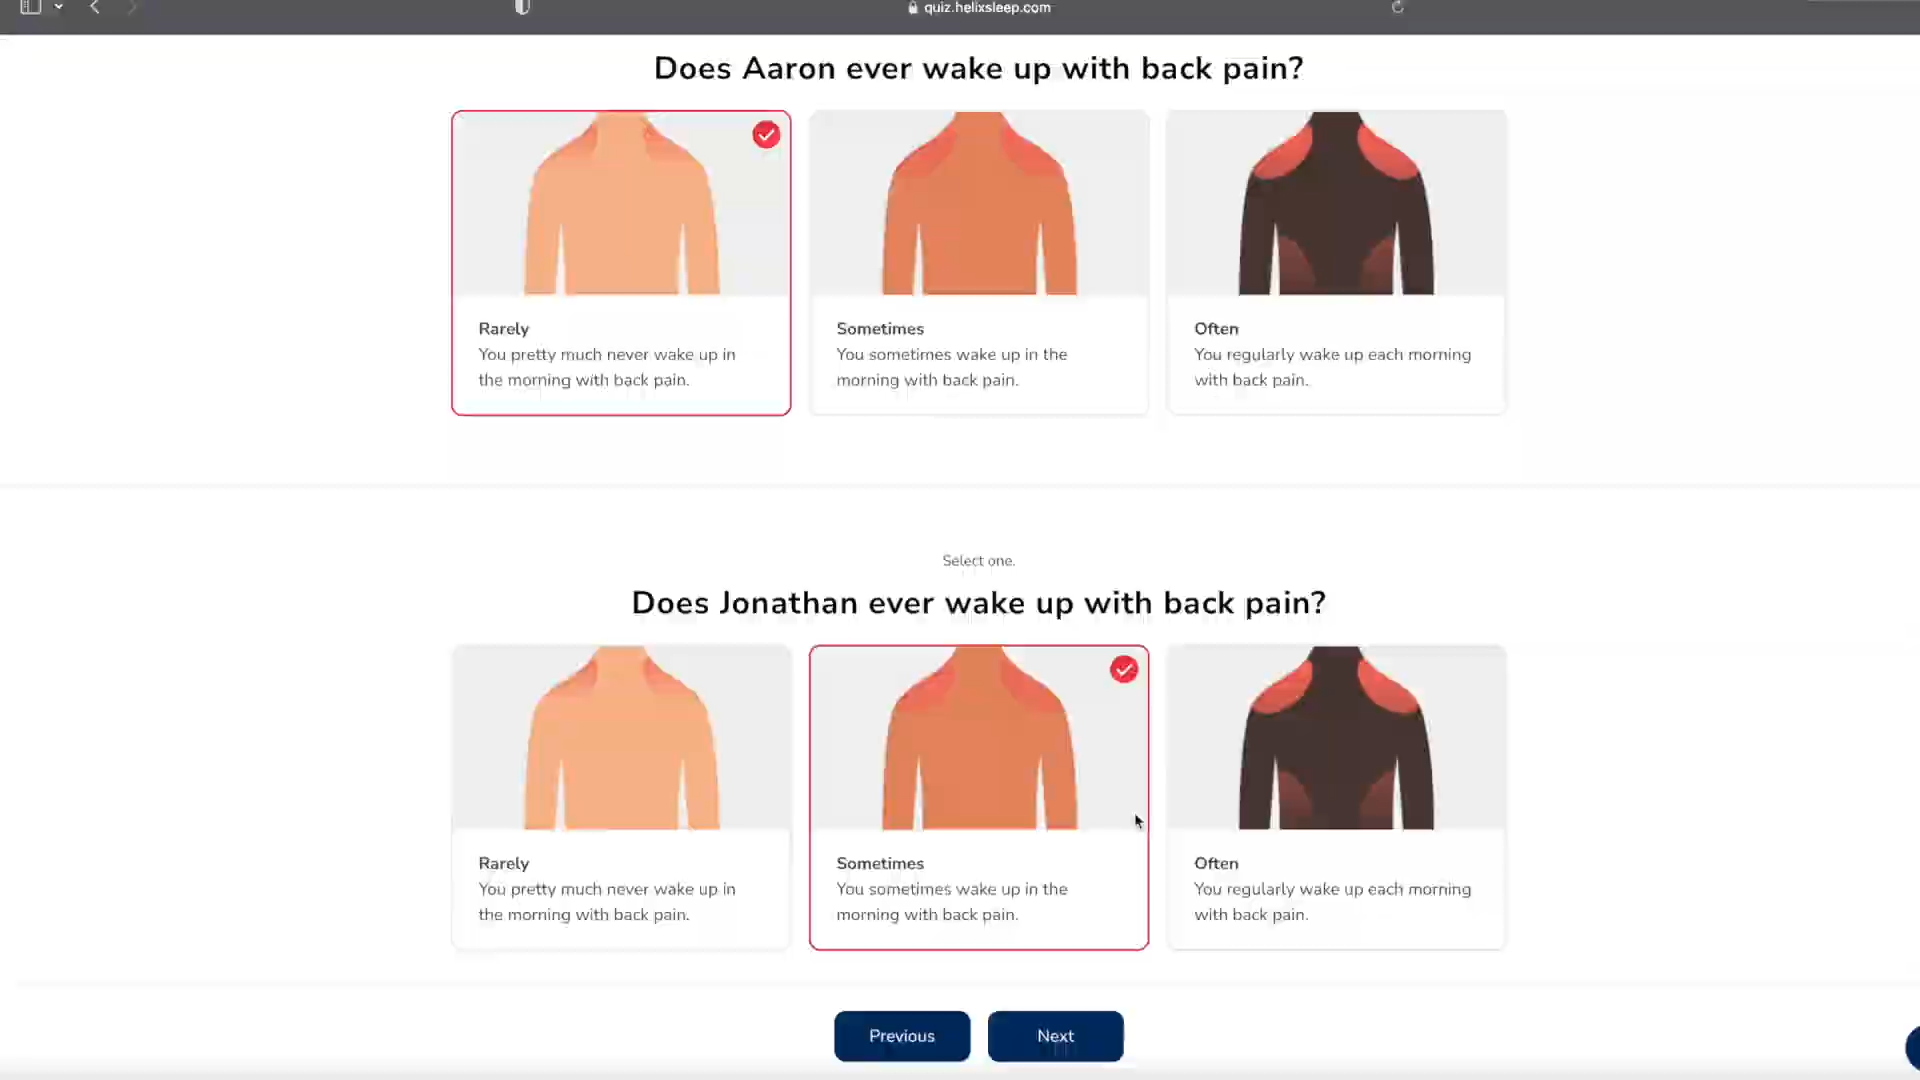 quiz.helixsleep.com
Does Aaron ever wake up with back pain?
Rarely
You pretty much never wake up in
the morning with back pain.
Sometimes
You sometimes wake up in the
morning with back pain.
Often
You regularly wake up each morning
with back pain.
Select one.
Does Jonathan ever wake up with back pain?
Rarely
You pretty much never wake up in
the morning with back pain.
Sometimes
You sometimes wake up in the
morning with back pain.
Often
You regularly wake up each morning
with back pain.
Previous
Next